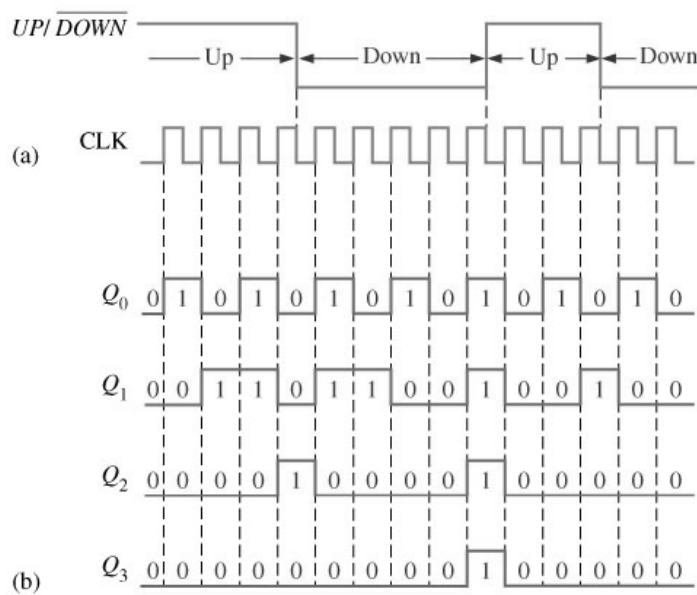 UP/DOWN
Up Down Up Down
(a) CLK
Q0 0 1 0 1 0 1 0 1 0 1 0 1 0 1 0
Q1 0 0 1 1 0 1 1 0 0 1 0 0 1 0 0
Q2 0 0 0 0 1 0 0 0 0 1 0 0 0 0 0
(b) Q3 0 0 0 0 0 0 0 0 0 1 0 0 0 0 0